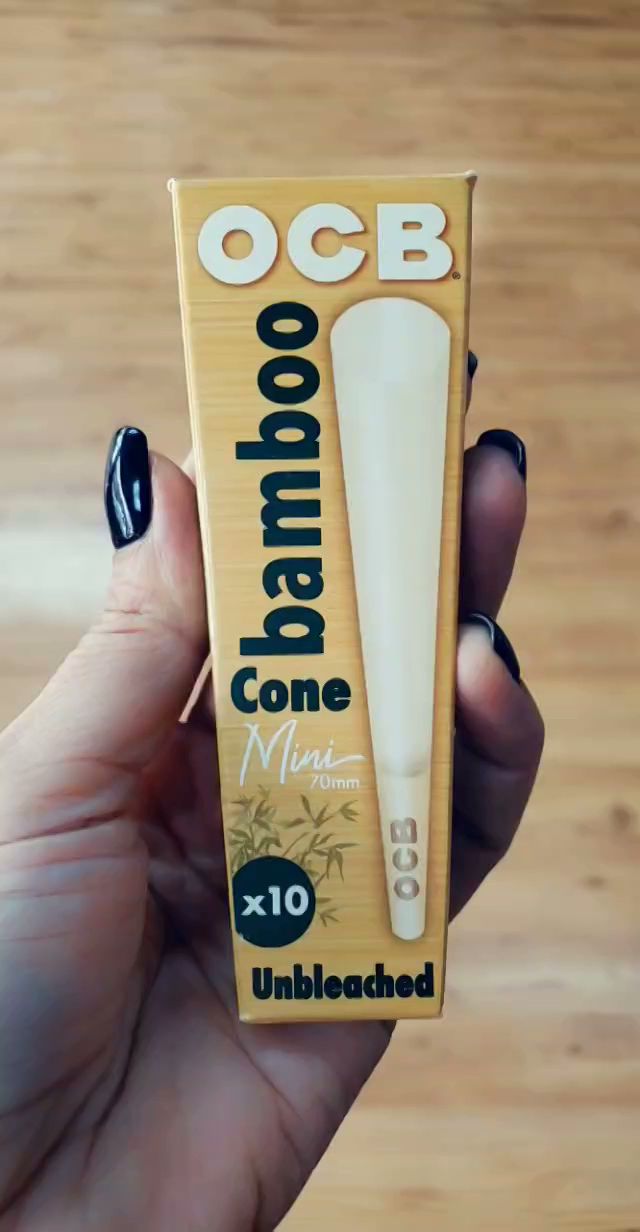 OCB®
bamboo
Cone
Mini
70mm
OCB
x10
Unbleached